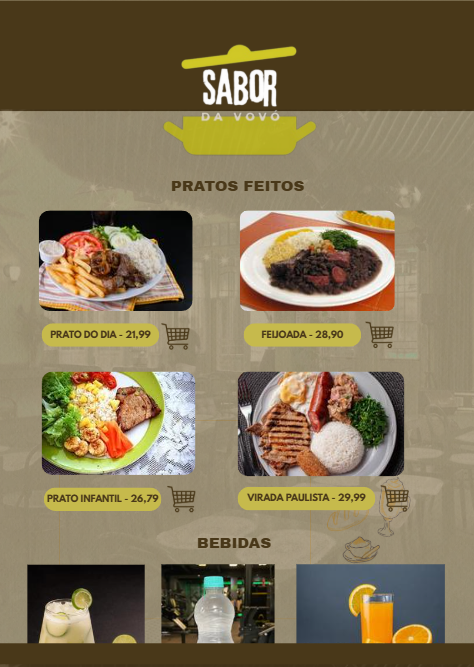 SABOR
DA VOVÓ
PRATOS FEITOS
PRATO DO DIA - 21,99
FEIJOADA - 28,90
PRATO INFANTIL - 26,79
VIRADA PAULISTA - 29,99
BEBIDAS